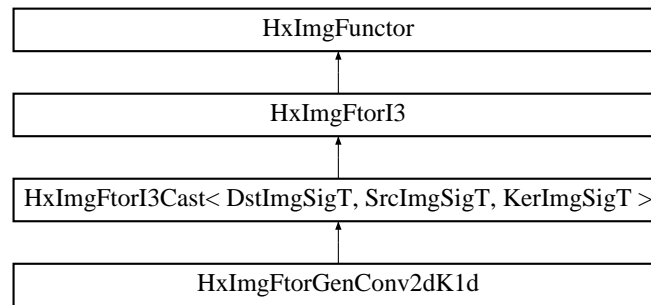 HxImgFunctor
HxImgFtorI3
HxImgFtorI3Cast< DstImgSigT, SrcImgSigT, KerImgSigT >
HxImgFtorGenConv2dK1d